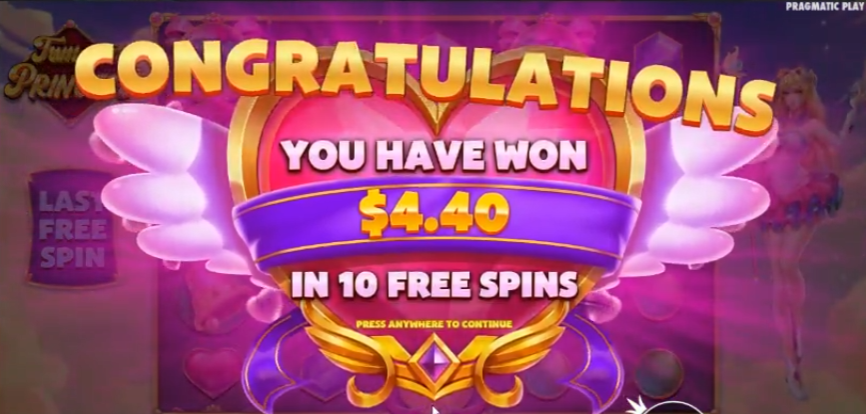 PRAGMATIC PLAY
CONGRATULATIONS
YOU HAVE WON
$4.40
IN 10 FREE SPINS
PRESS ANYWHERE TO CONTINUE
LAST
FREE
SPIN